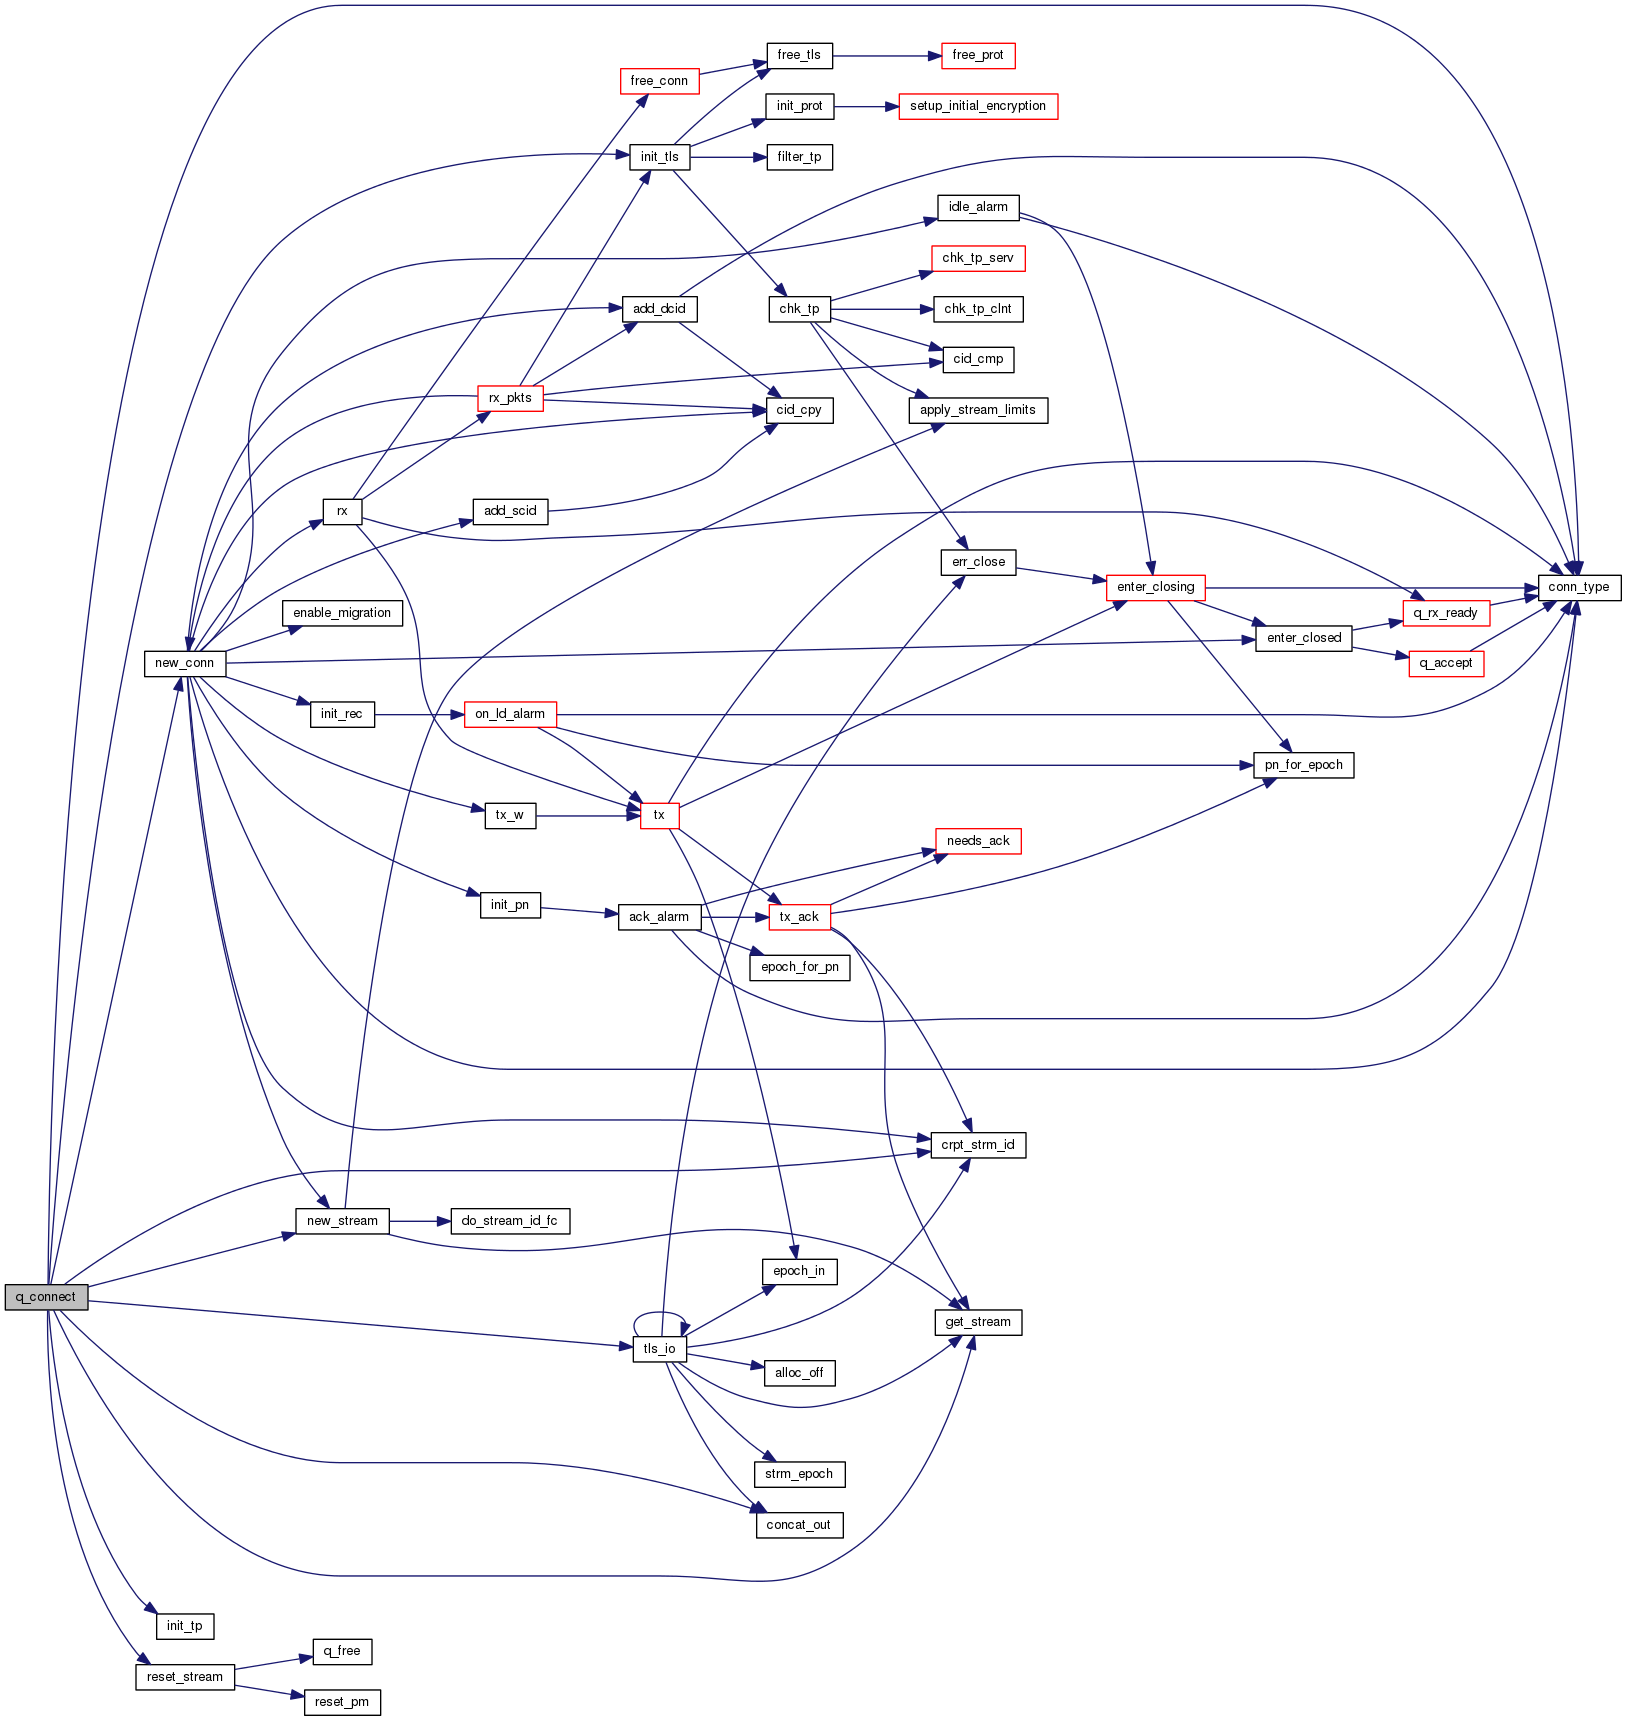 free_tls
free_prot
free_conn
init_prot
setup_initial_encryption
init_tls
filter_tp
idle_alarm
chk_tp_serv
add_dcid
chk_tp
chk_tp_clnt
cid_cmp
rx_pkts
cid_cpy
apply_stream_limits
rx
add_scid
err_close
enter_closing
conn_type
enable_migration
q_rx_ready
enter_closed
new_conn
q_accept
init_rec
on_ld_alarm
pn_for_epoch
tx_w
tx
needs_ack
init_pn
ack_alarm
tx_ack
epoch_for_pn
crpt_strm_id
new_stream
do_stream_id_fc
epoch_in
q_connect
get_stream
tls_io
alloc_off
strm_epoch
concat_out
init_tp
q_free
reset_stream
reset_pm